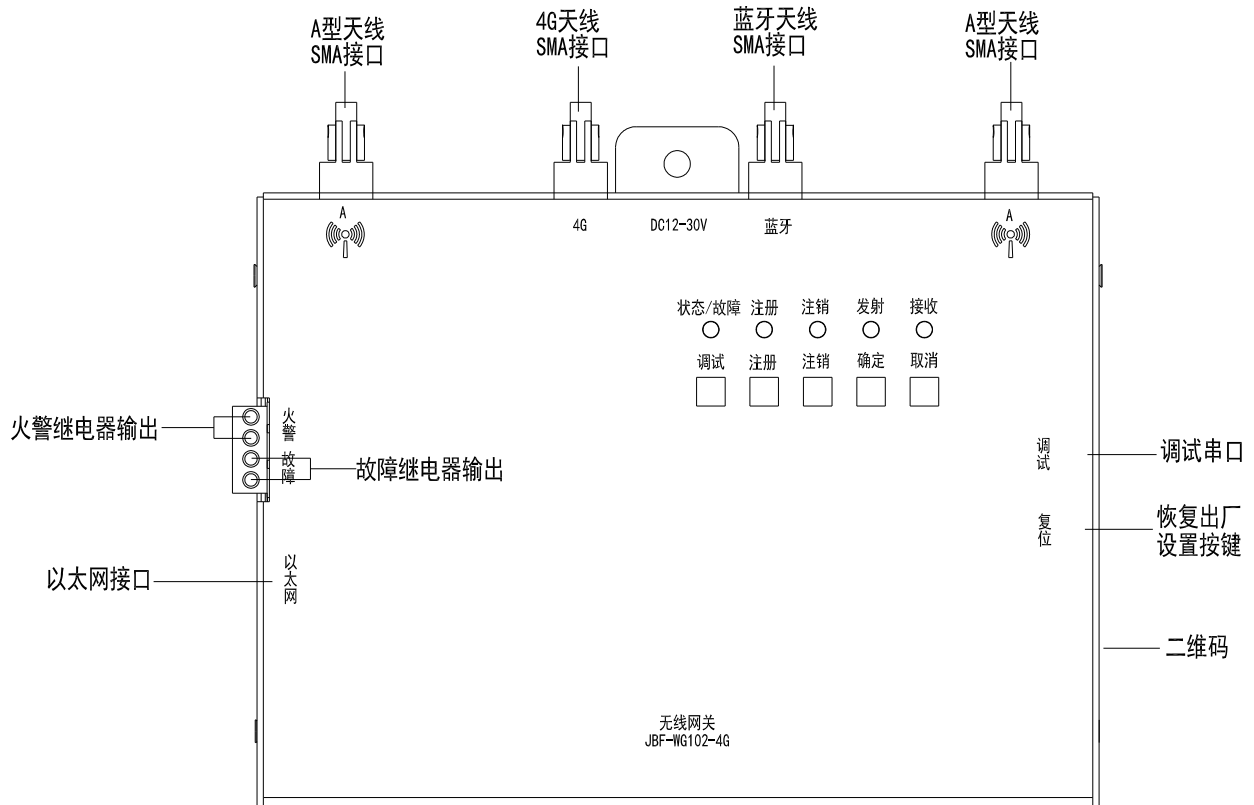 A型天线
SMA接口
4G天线
SMA接口
蓝牙天线
SMA接口
A型天线
SMA接口
A
4G
DC12-30V
蓝牙
A
状态/故障
注册
注销
发射
接收
调试
注册
注销
确定
取消
火警继电器输出
火警
故障
故障继电器输出
调试
调试串口
复位
恢复出厂
设置按键
以太网接口
以太网
二维码
无线网关
JBF-WG102-4G